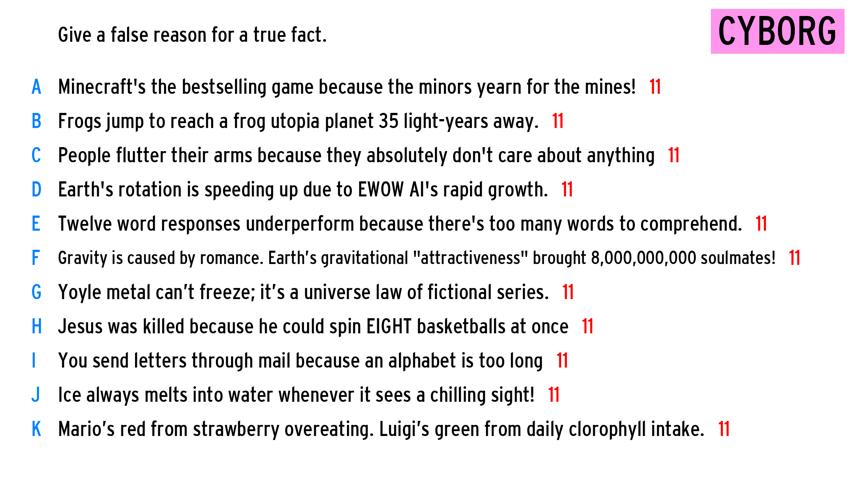 Give a false reason for a true fact.
CYBORG
A Minecraft's the bestselling game because the minors yearn for the mines! 11
B Frogs jump to reach a frog utopia planet 35 light-years away. 11
C People flutter their arms because they absolutely don't care about anything 11
D Earth's rotation is speeding up due to EWOW AI's rapid growth. 11
E Twelve word responses underperform because there's too many words to comprehend. 11
F Gravity is caused by romance. Earth’s gravitational "attractiveness" brought 8,000,000,000 soulmates! 11
G Yoyle metal can’t freeze; it’s a universe law of fictional series. 11
H Jesus was killed because he could spin EIGHT basketballs at once 11
I You send letters through mail because an alphabet is too long 11
J Ice always melts into water whenever it sees a chilling sight! 11
K Mario’s red from strawberry overeating. Luigi’s green from daily clorophyll intake. 11